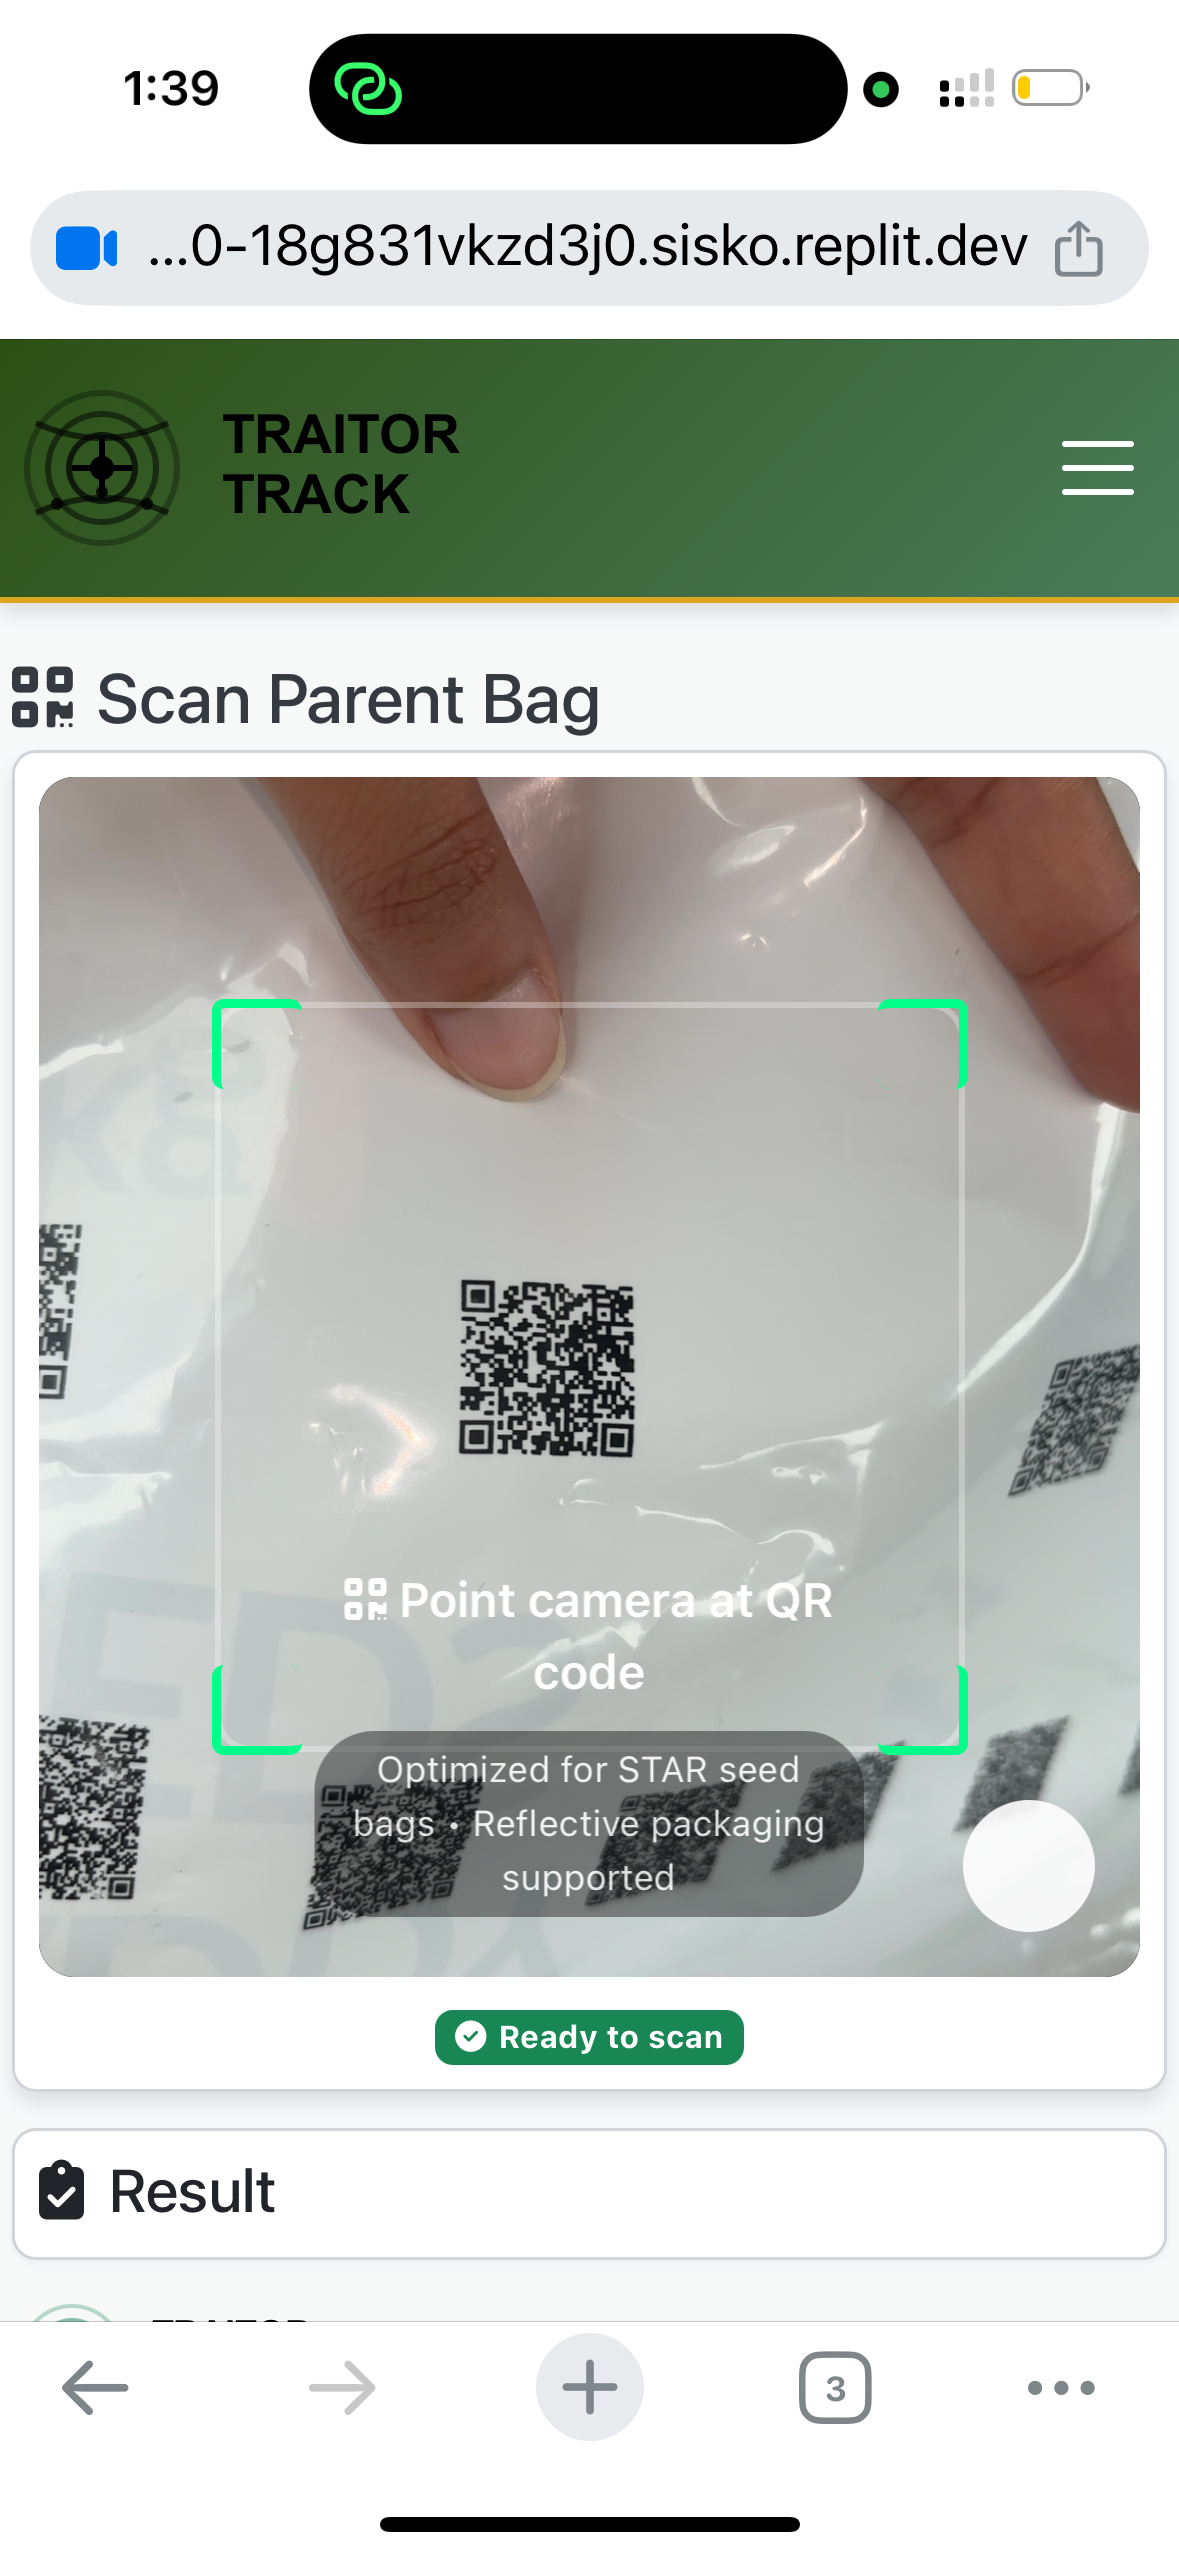 1:39
...0-18g831vkzd3j0.sisko.replit.dev
TRAITOR
TRACK
Scan Parent Bag
Point camera at QR
code
Optimized for STAR seed
bags • Reflective packaging
supported
Ready to scan
Result
3